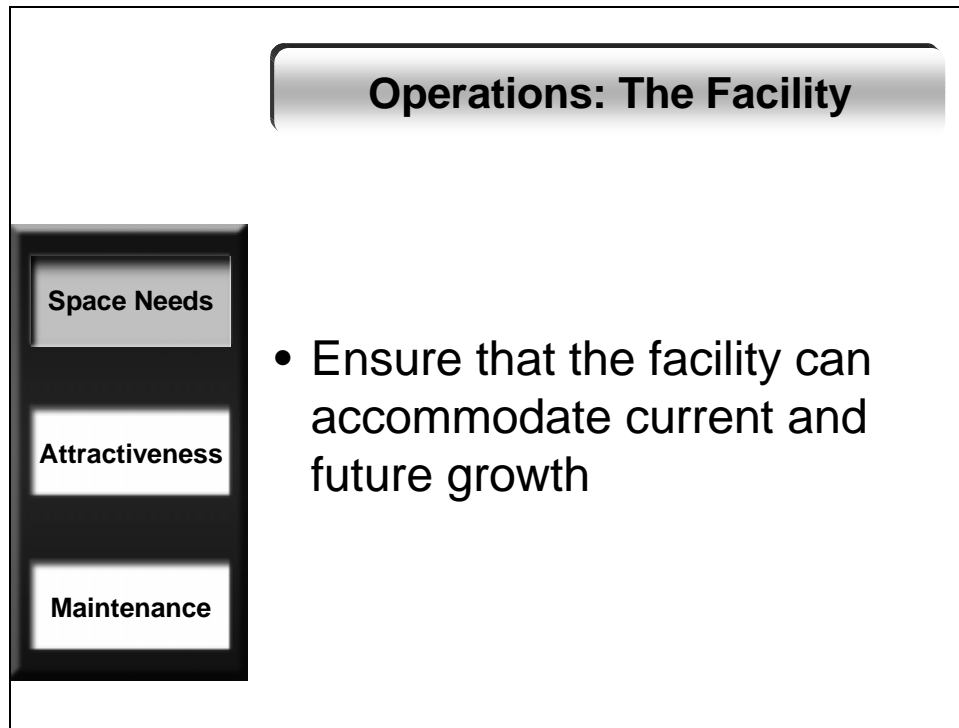 Operations: The Facility
Space Needs
Attractiveness
Maintenance
• Ensure that the facility can
accommodate current and
future growth